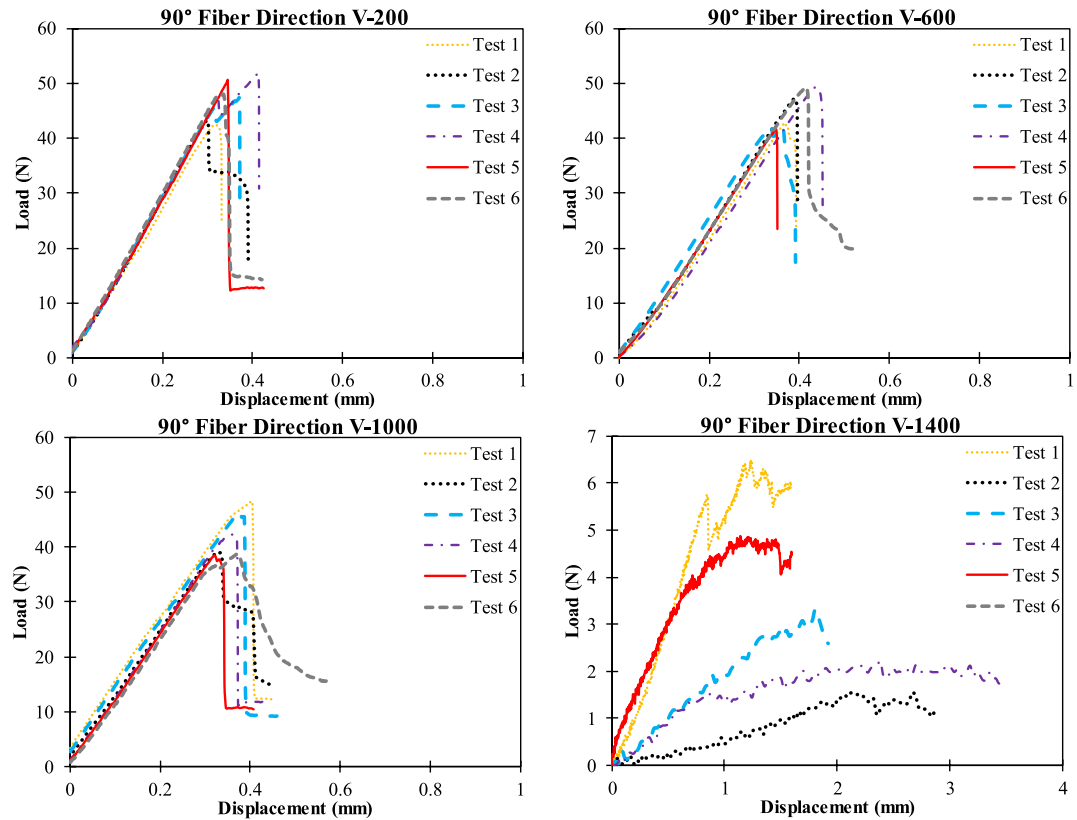 90° Fiber Direction V-200
60
50
40
30
20
10
0
Load (N)
0
0.2
0.4
0.6
0.8
1
Displacement (mm)
Test 1
Test 2
Test 3
Test 4
Test 5
Test 6
90° Fiber Direction V-600
60
50
40
30
20
10
0
Load (N)
0
0.2
0.4
0.6
0.8
1
Displacement (mm)
Test 1
Test 2
Test 3
Test 4
Test 5
Test 6
90° Fiber Direction V-1000
60
50
40
30
20
10
0
Load (N)
0
0.2
0.4
0.6
0.8
1
Displacement (mm)
Test 1
Test 2
Test 3
Test 4
Test 5
Test 6
90° Fiber Direction V-1400
7
6
5
4
3
2
1
0
Load (N)
0
1
2
3
4
Displacement (mm)
Test 1
Test 2
Test 3
Test 4
Test 5
Test 6